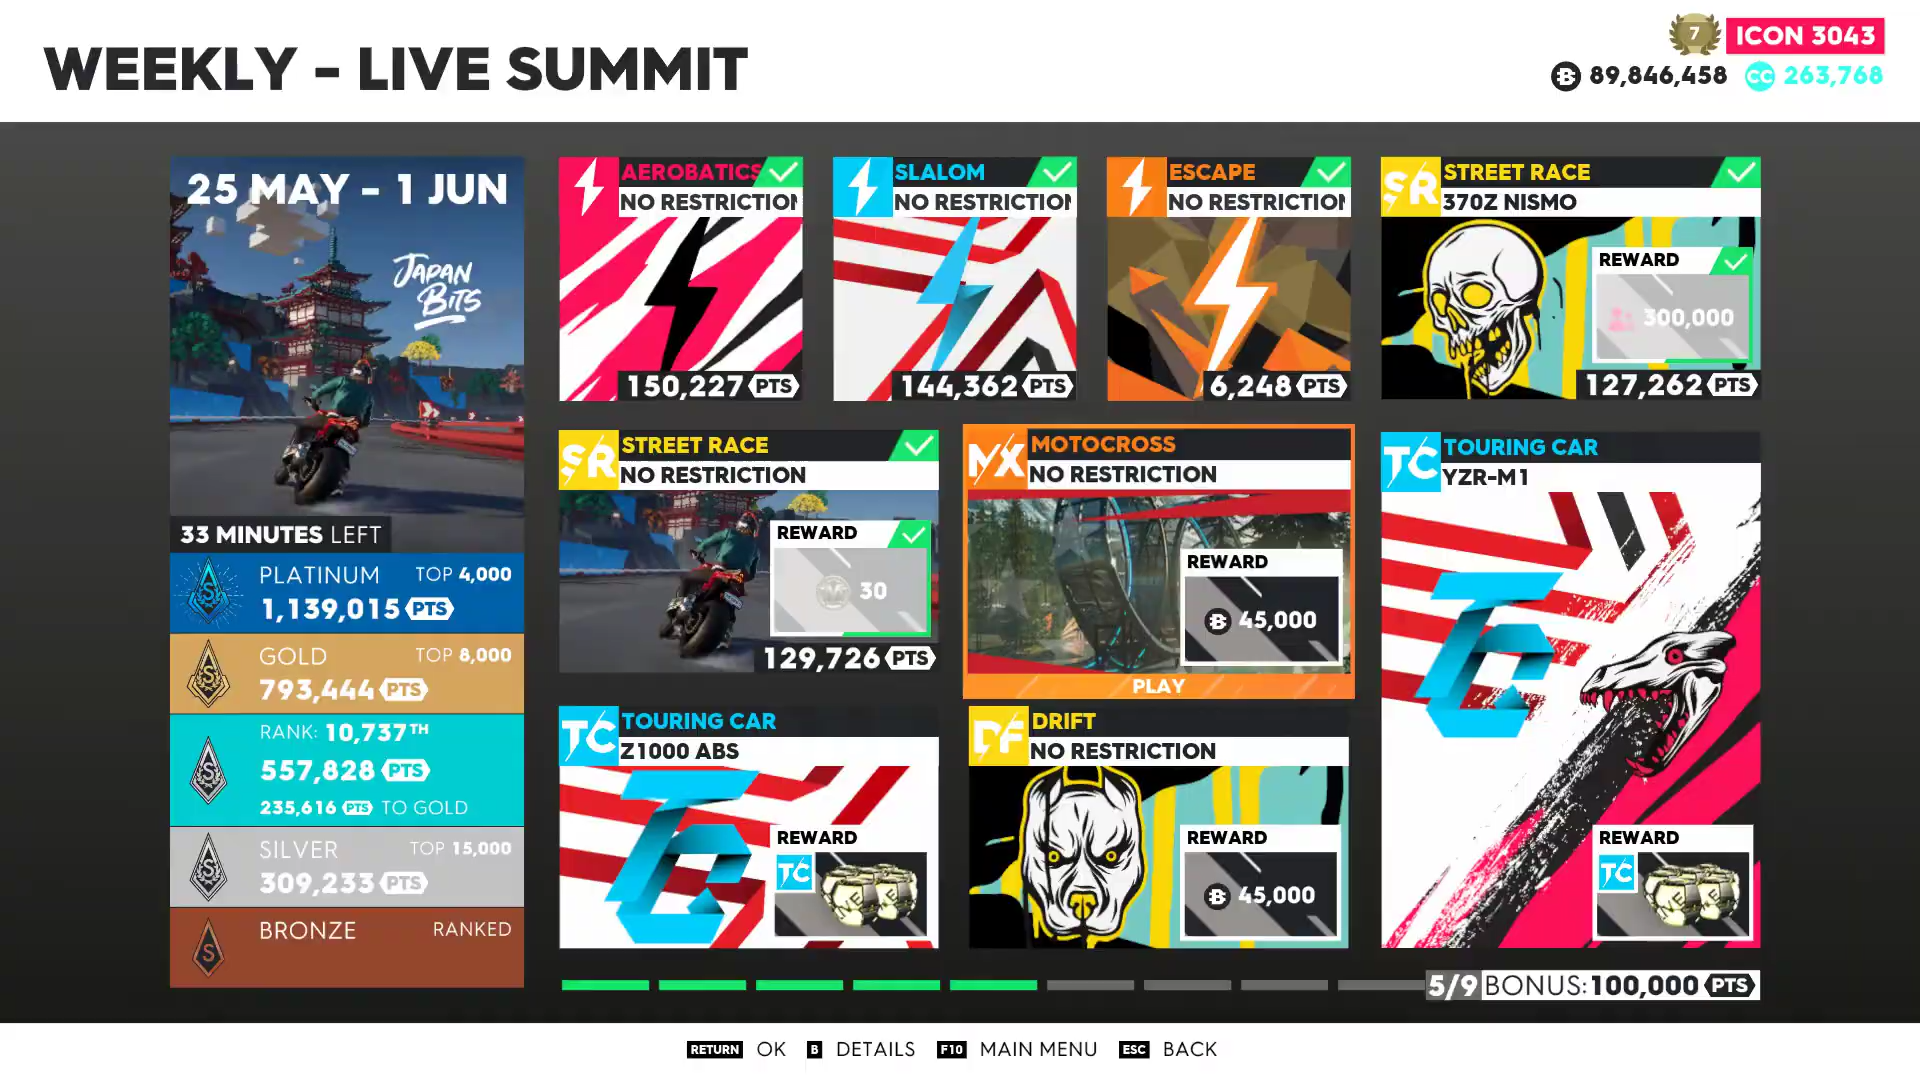 WEEKLY - LIVE SUMMIT
7
ICON 3043
89,846,458
CC 263,768
25 MAY - 1 JUN
JAPAN
BITS
33 MINUTES LEFT
PLATINUM TOP 4,000
1,139,015 PTS
GOLD TOP 8,000
793,444 PTS
RANK: 10,737TH
557,828 PTS
235,616 PTS TO GOLD
SILVER TOP 15,000
309,233 PTS
BRONZE RANKED
AEROBATICS
NO RESTRICTION
150,227 PTS
SLALOM
NO RESTRICTION
144,362 PTS
ESCAPE
NO RESTRICTION
6,248 PTS
SR STREET RACE
370Z NISMO
REWARD
300,000
127,262 PTS
SR STREET RACE
NO RESTRICTION
REWARD
30
129,726 PTS
MX MOTOCROSS
NO RESTRICTION
REWARD
45,000
PLAY
TC TOURING CAR
YZR-M1
TC
REWARD
TC
LIVE
TC TOURING CAR
Z1000 ABS
TC
REWARD
TC
LIVE
DF DRIFT
NO RESTRICTION
REWARD
45,000
5/9 BONUS: 100,000 PTS
RETURN OK B DETAILS F10 MAIN MENU ESC BACK